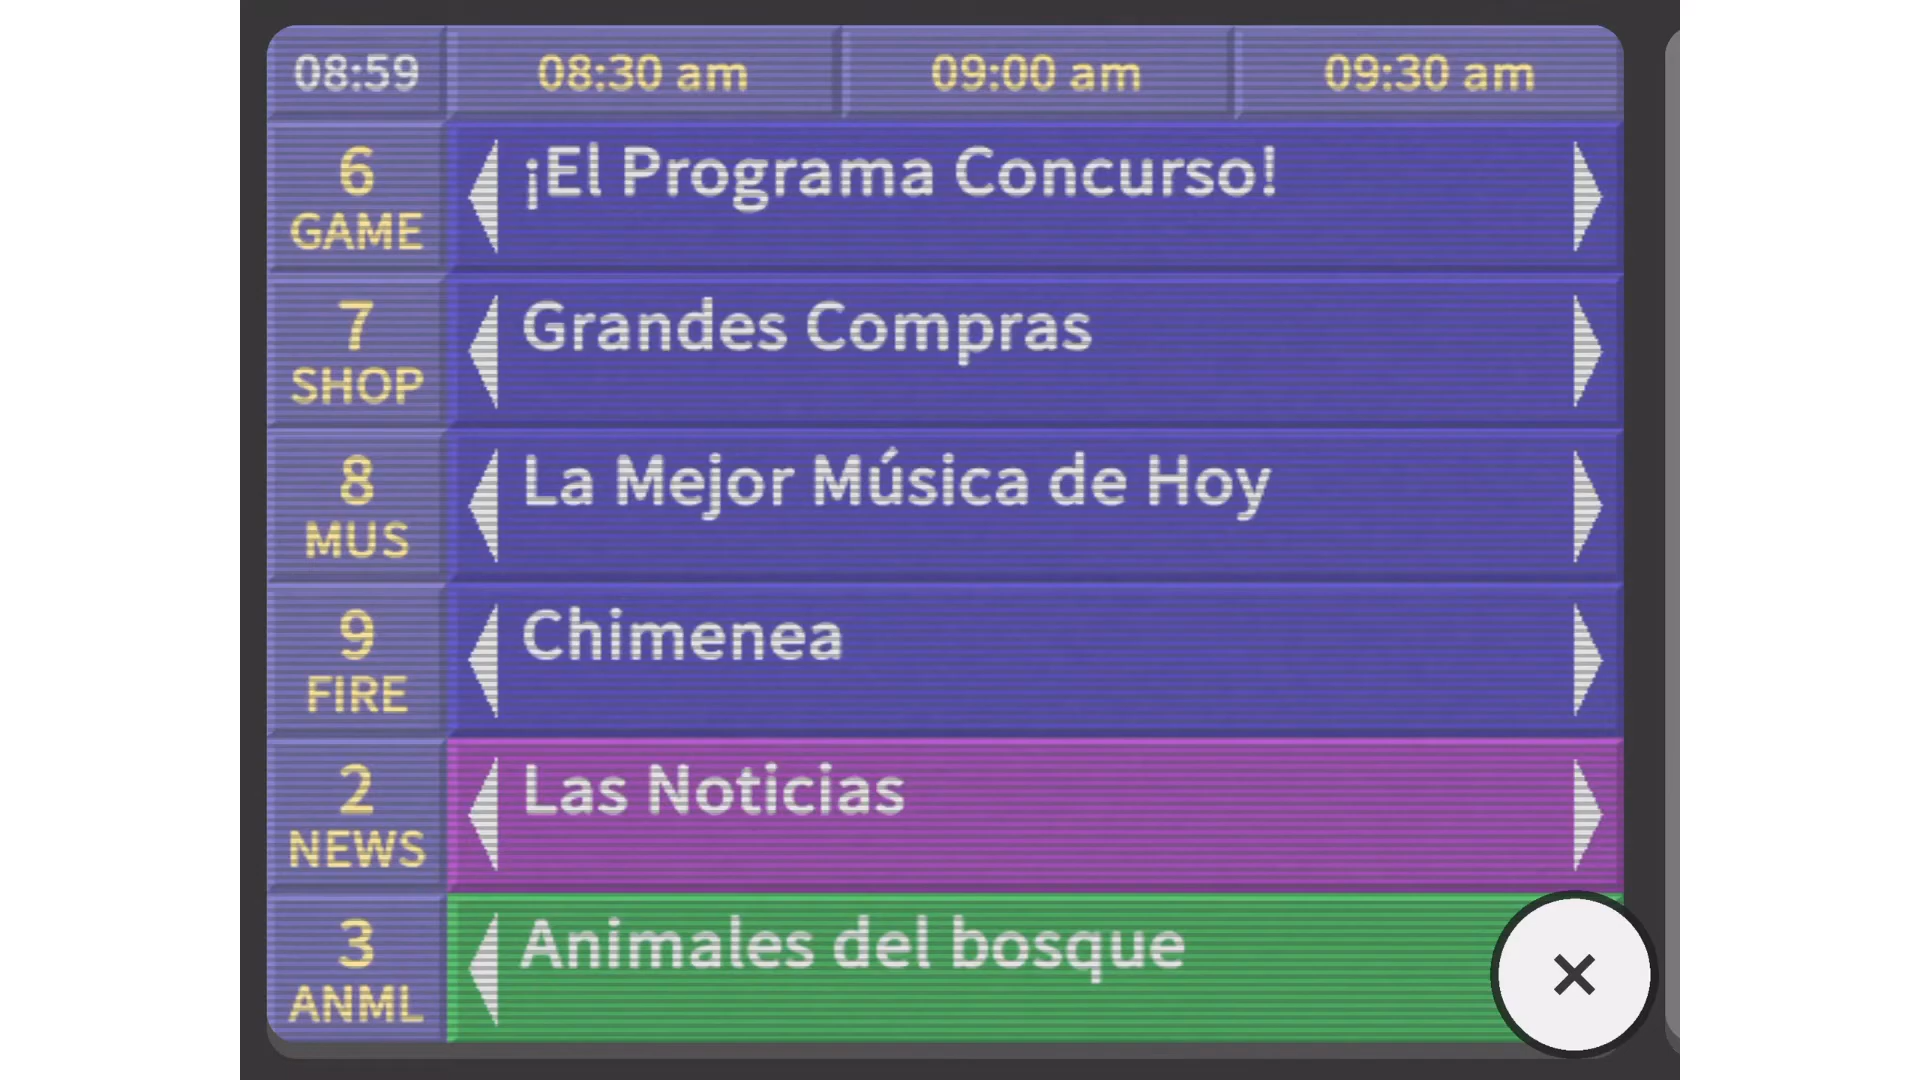 08:59 08:30 am 09:00 am 09:30 am
6 ¡El Programa Concurso!
GAME
7 Grandes Compras
SHOP
8 La Mejor Música de Hoy
MUS
9 Chimenea
FIRE
2 Las Noticias
NEWS
3 Animales del bosque
ANML